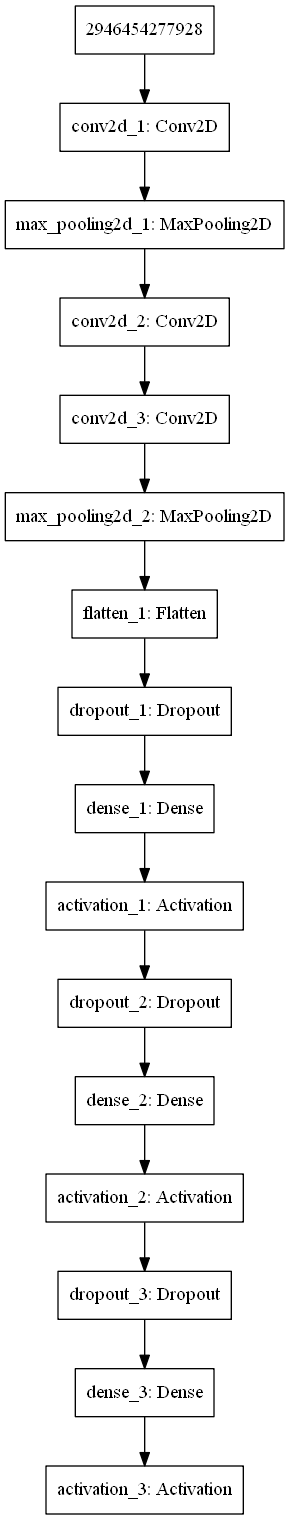 2946454277928
conv2d_1: Conv2D
max_pooling2d_1: MaxPooling2D
conv2d_2: Conv2D
conv2d_3: Conv2D
max_pooling2d_2: MaxPooling2D
flatten_1: Flatten
dropout_1: Dropout
dense_1: Dense
activation_1: Activation
dropout_2: Dropout
dense_2: Dense
activation_2: Activation
dropout_3: Dropout
dense_3: Dense
activation_3: Activation